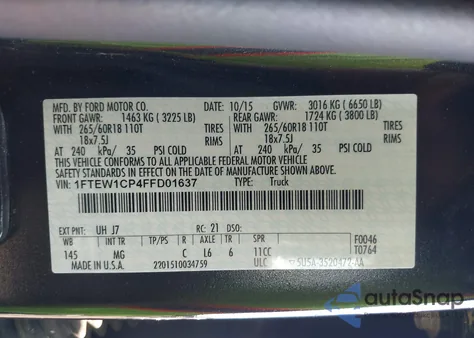 MFD. BY FORD MOTOR CO. DATE: 10/15 GVWR: 3016 KG ( 6650 LB)
FRONT GAWR: 1463 KG ( 3225 LB) REAR GAWR: 1724 KG ( 3800 LB)
WITH 265/60R18 110T TIRES WITH 265/60R18 110T TIRES
18x7.5J RIMS 18x7.5J RIMS
AT 240 kPa/ 35 PSI COLD AT 240 kPa/ 35 PSI COLD
THIS VEHICLE CONFORMS TO ALL APPLICABLE FEDERAL MOTOR VEHICLE
SAFETY STANDARDS IN EFFECT ON THE DATE OF MANUFACTURE SHOWN ABOVE.
VIN: 1FTEW1CP4FFD01637 TYPE: Truck
EXT PNT: UH J7 RC: 21 DSO:
WB INT TR TP/PS R AXLE TR SPR F0046
145 MG C L6 6 11CC T0764
MADE IN U.S.A. 2201510034759 ULC
autoSnap